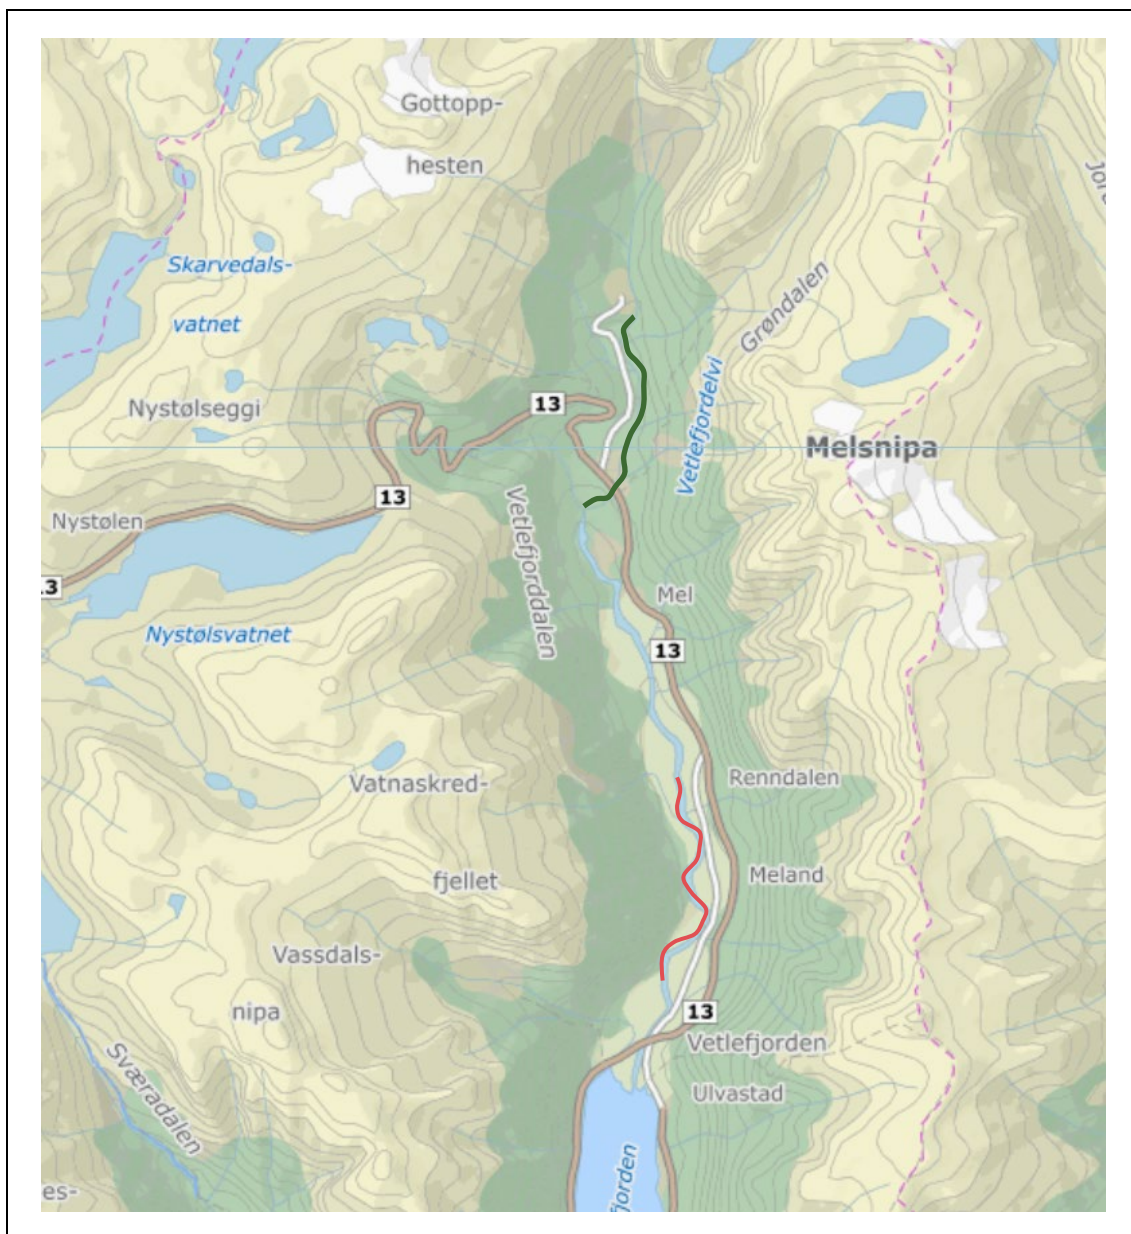 Gottopp-
hesten
Jor
Skarvedals-
vatnet
Grøndalen
Vetlefjordelvi
Nystølseggi
13
Melsnipa
13
Nystølen
Vetlefjorddalen
.3
Mel
Nystølsvatnet
13
Renndalen
Vatnaskred-
fjellet
Meland
Vassdals-
nipa
13
Vetlefjorden
Sværadalen
Ulvastad
fjorden
es-